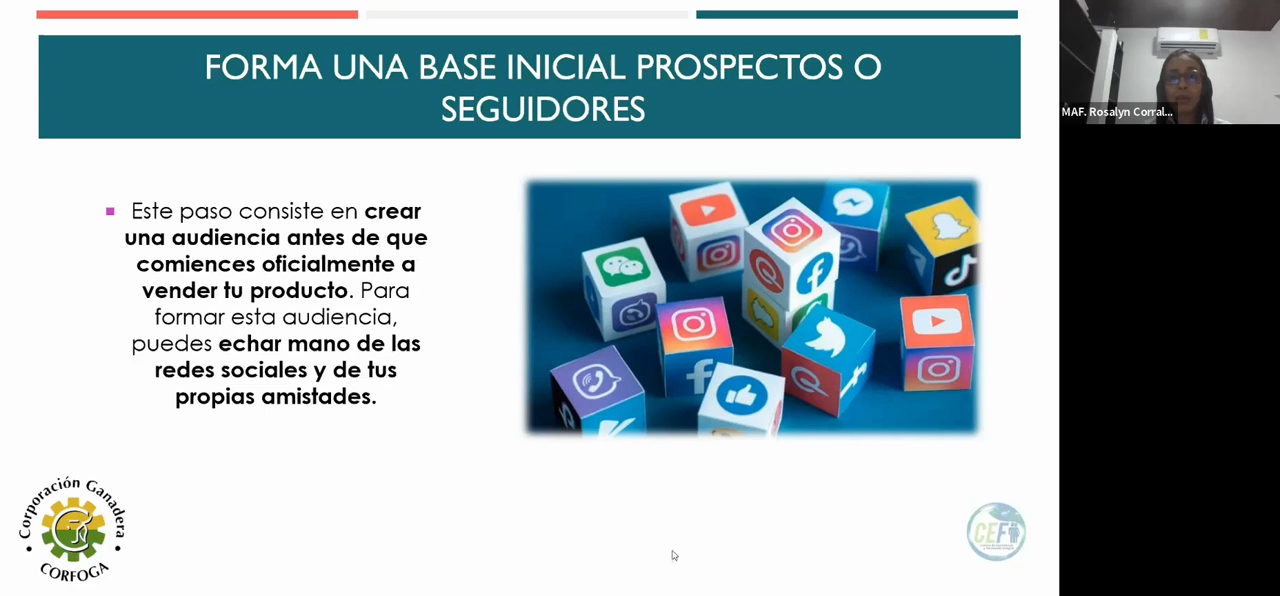 FORMA UNA BASE INICIAL PROSPECTOS O
SEGUIDORES
Este paso consiste en crear
una audiencia antes de que
comiences oficialmente a
vender tu producto. Para
formar esta audiencia,
puedes echar mano de las
redes sociales y de tus
propias amistades.
MAF. Rosalyn Corral...
Corporación Ganadera
CORFOGA
CEFI